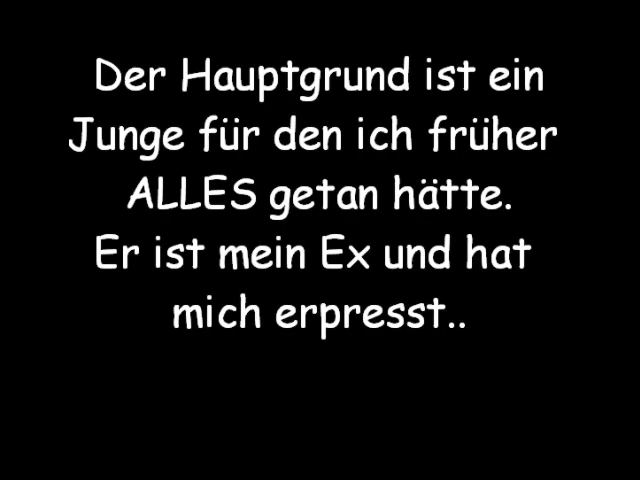 Der Hauptgrund ist ein
Junge für den ich früher
ALLES getan hätte.
Er ist mein Ex und hat
mich erpresst..